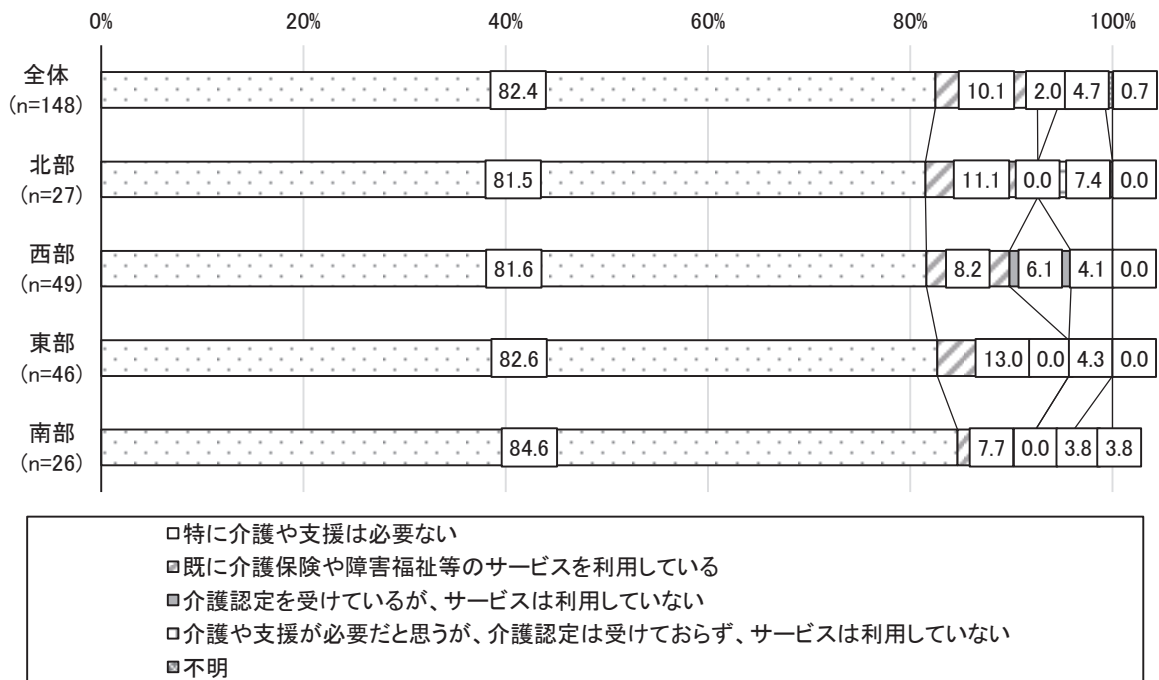 0% 20% 40% 60% 80% 100%
全体 82.4 10.1 2.0 4.7 0.7
(n=148)
北部 81.5 11.1 0.0 7.4 0.0
(n=27)
西部 81.6 8.2 6.1 4.1 0.0
(n=49)
東部 82.6 13.0 0.0 4.3 0.0
(n=46)
南部 84.6 7.7 0.0 3.8 3.8
(n=26)
特に介護や支援は必要ない
既に介護保険や障害福祉等のサービスを利用している
介護認定を受けているが、サービスは利用していない
介護や支援が必要だと思うが、介護認定は受けておらず、サービスは利用していない
不明